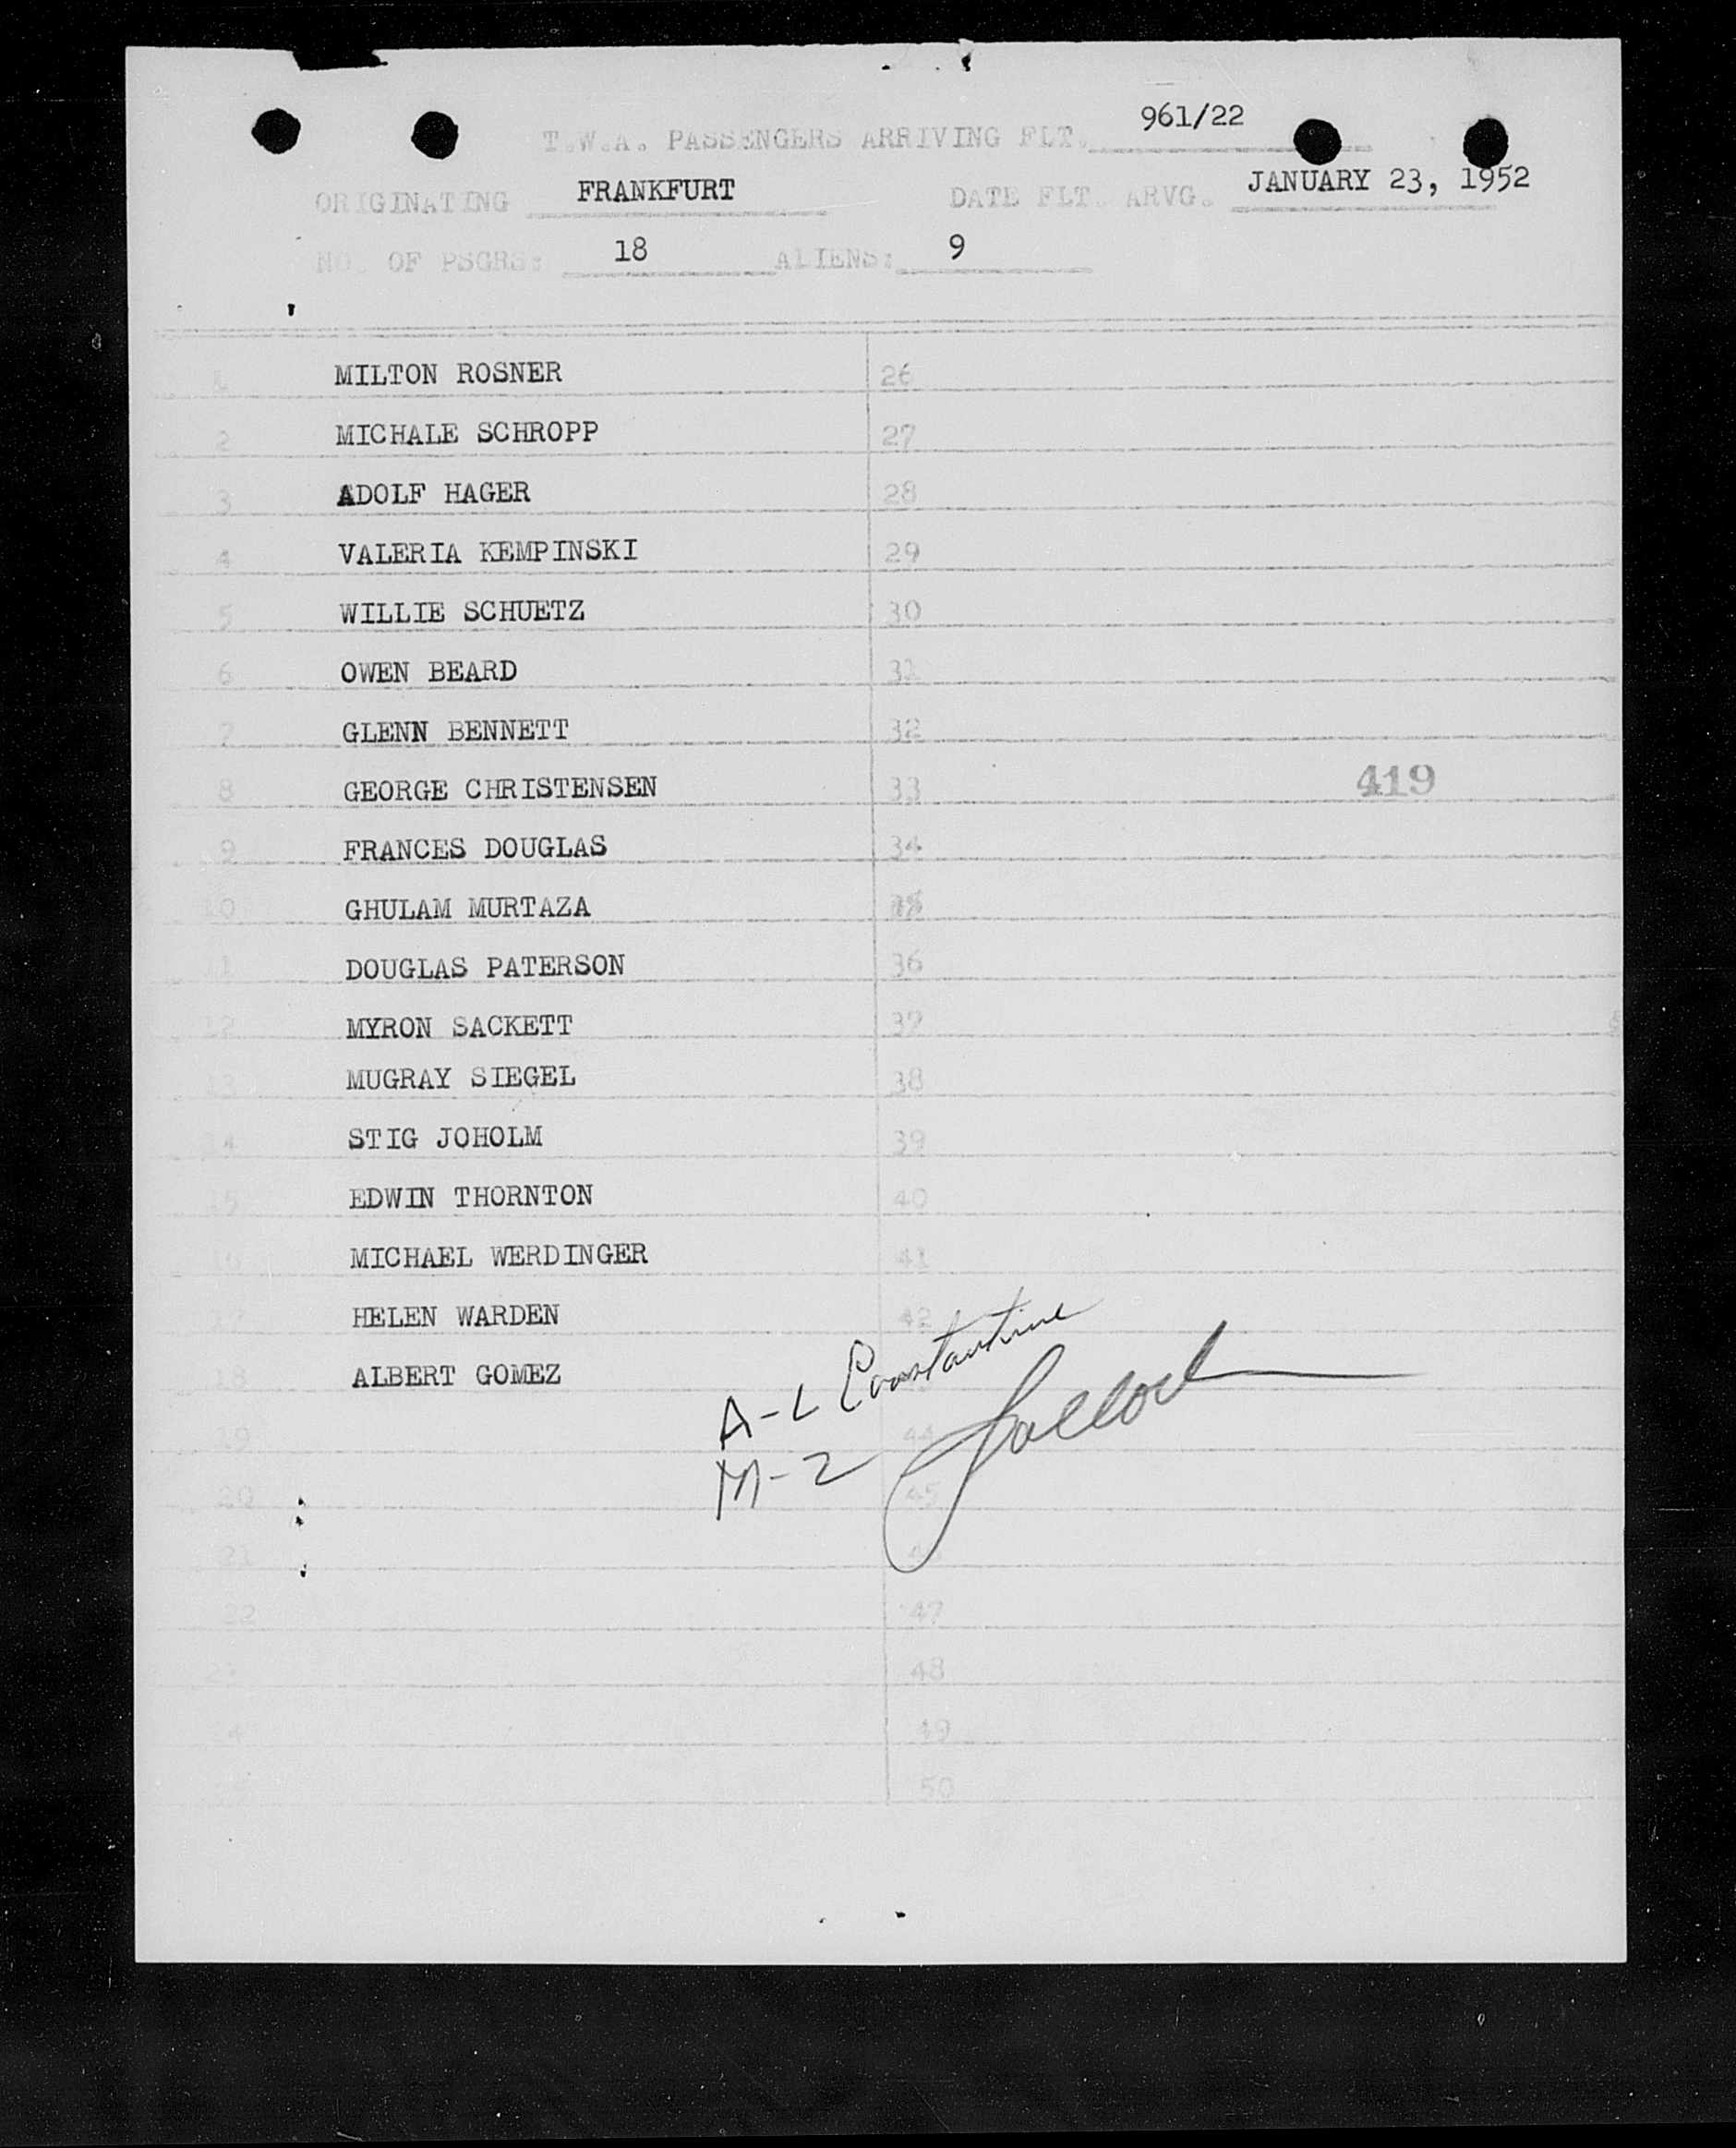 961/22
T.W.A. PASSENGERS ARRIVING FLT.
ORIGINATING FRANKFURT DATE FLT. ARVG. JANUARY 23, 1952
NO. OF PSGRS: 18 ALIENS: 9
1 MILTON ROSNER 26
2 MICHALE SCHROPP 27
3 ADOLF HAGER 28
4 VALERIA KEMPINSKI 29
5 WILLIE SCHUETZ 30
6 OWEN BEARD 31
7 GLENN BENNETT 32
8 GEORGE CHRISTENSEN 33 419
9 FRANCES DOUGLAS 34
10 GHULAM MURTAZA
11 DOUGLAS PATERSON 36
12 MYRON SACKETT 37
13 MUGRAY SIEGEL 38
14 STIG JOHOLM 39
15 EDWIN THORNTON 40
16 MICHAEL WERDINGER 41
17 HELEN WARDEN 42
18 ALBERT GOMEZ
A-L Constantine
19 44
M-2
20 45
21
22 47
48
49
50